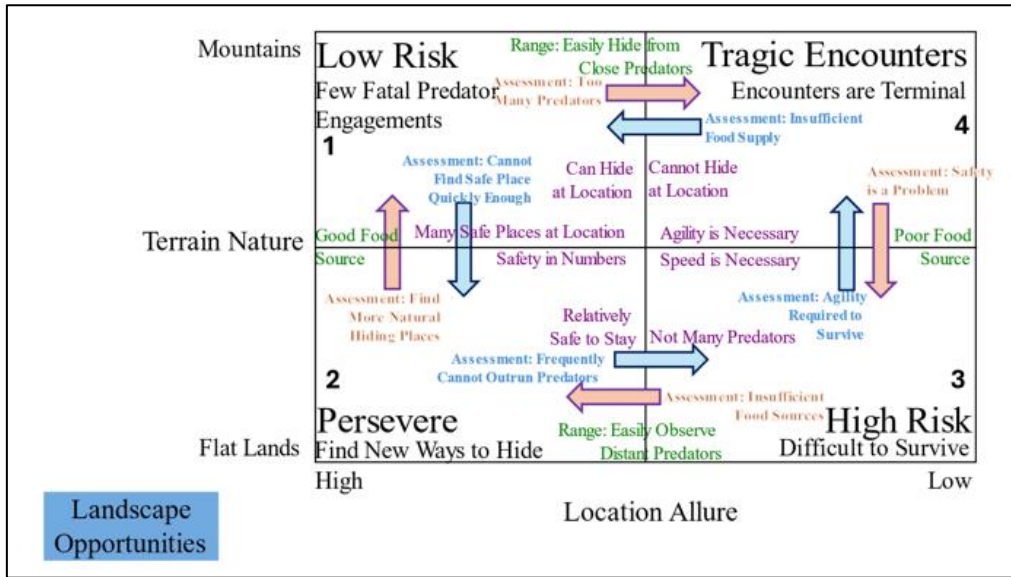 Mountains
Low Risk
Few Fatal Predator
Engagements
1
Range: Easily Hide from
Close Predators
Assessment: Too
Many Predators
Tragic Encounters
Encounters are Terminal
4
Assessment: Insufficient
Food Supply
Assessment: Cannot
Find Safe Place
Quickly Enough
Can Hide
at Location
Cannot Hide
at Location
Assessment: Safety
is a Problem
Terrain Nature
Good Food
Source
Many Safe Places at Location
Safety in Numbers
Agility is Necessary
Speed is Necessary
Poor Food
Source
Assessment: Find
More Natural
Hiding Places
Assessment: Agility
Required to
Survive
Relatively
Safe to Stay
Not Many Predators
Assessment: Frequently
Cannot Outrun Predators
Assessment: Insufficient
Food Sources
2
Persevere
Find New Ways to Hide
Range: Easily Observe
Distant Predators
3
High Risk
Difficult to Survive
Flat Lands
High
Low
Location Allure
Landscape
Opportunities